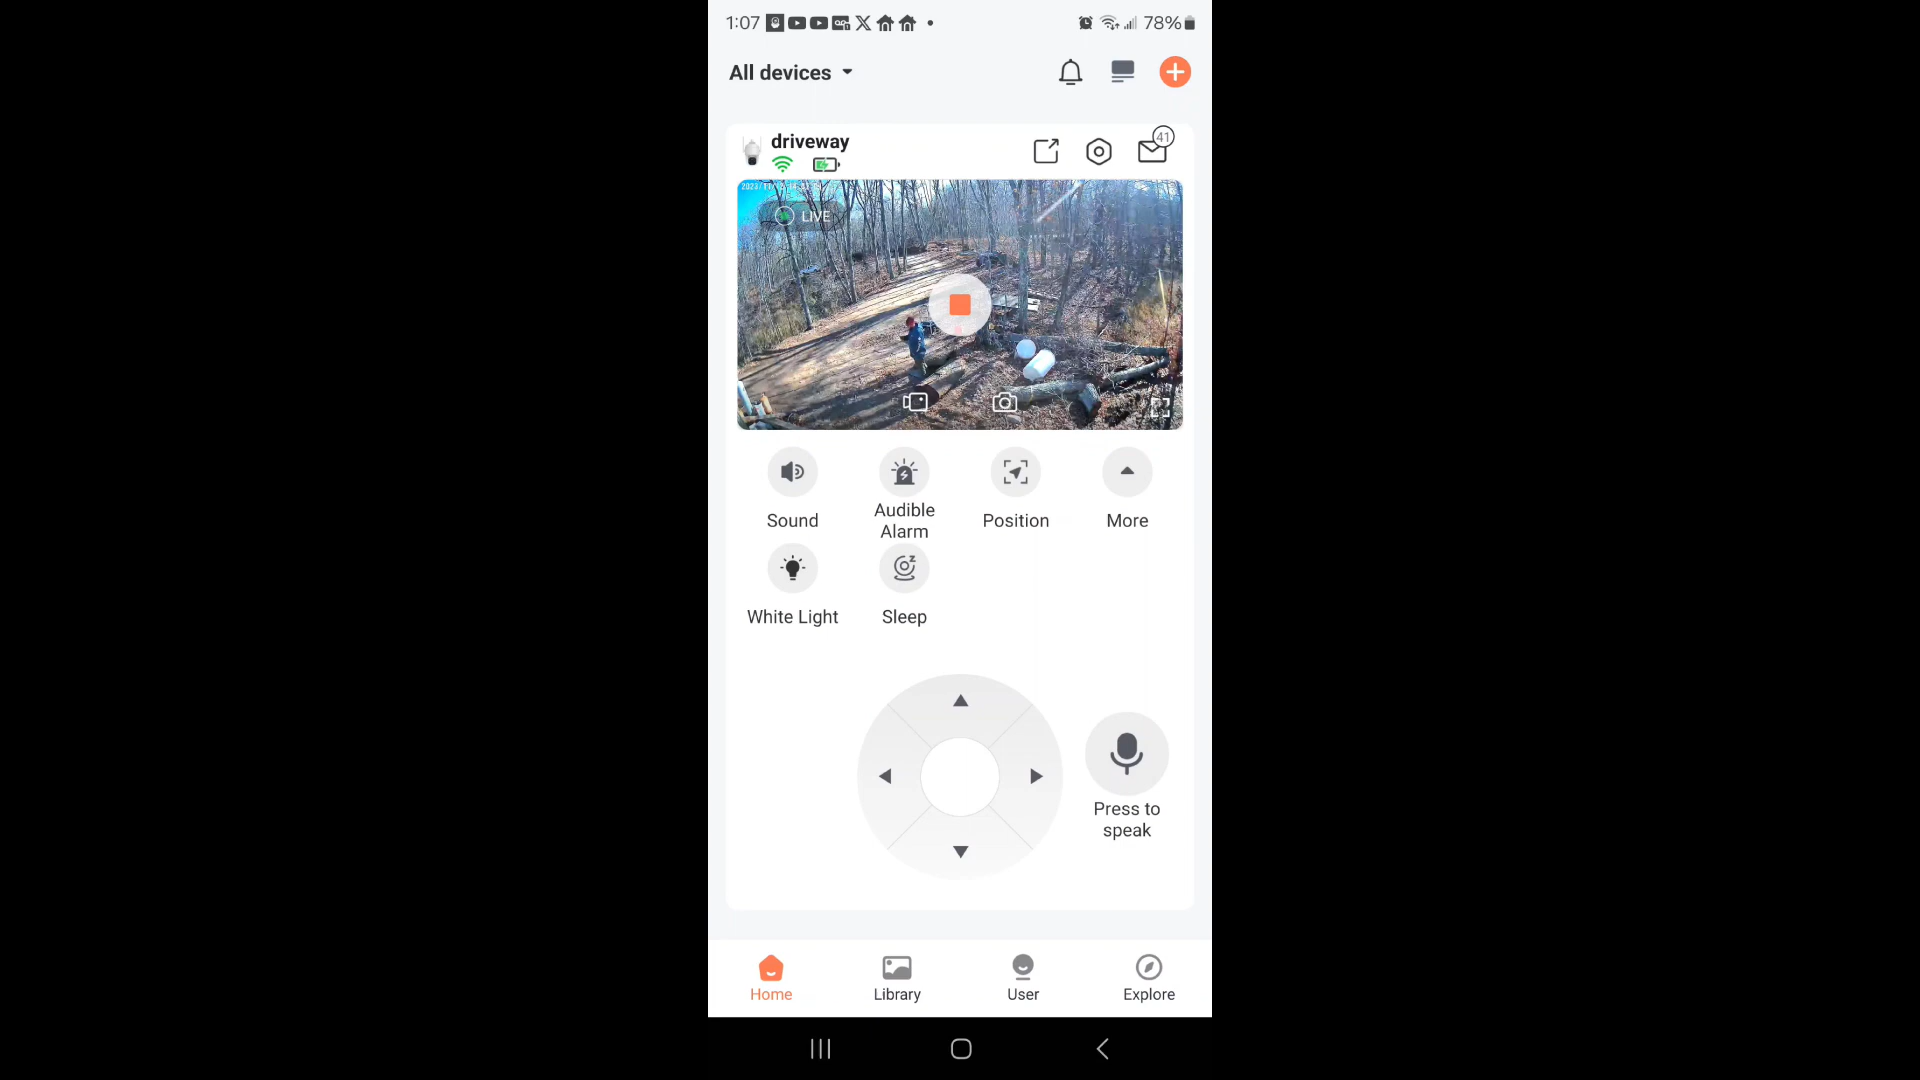 1:07
78%
All devices
driveway
41
LIVE
Sound
Audible
Alarm
Position
More
White Light
Sleep
Press to
speak
Home
Library
User
Explore